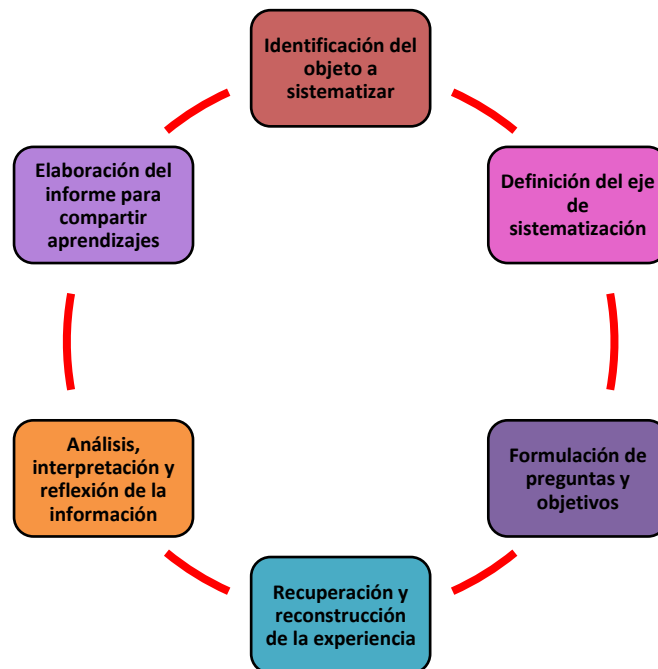 Identificación del
objeto a
sistematizar
Definición del eje
de
sistematización
Formulación de
preguntas y
objetivos
Recuperación y
reconstrucción
de la experiencia
Análisis,
interpretación y
reflexión de la
información
Elaboración del
informe para
compartir
aprendizajes